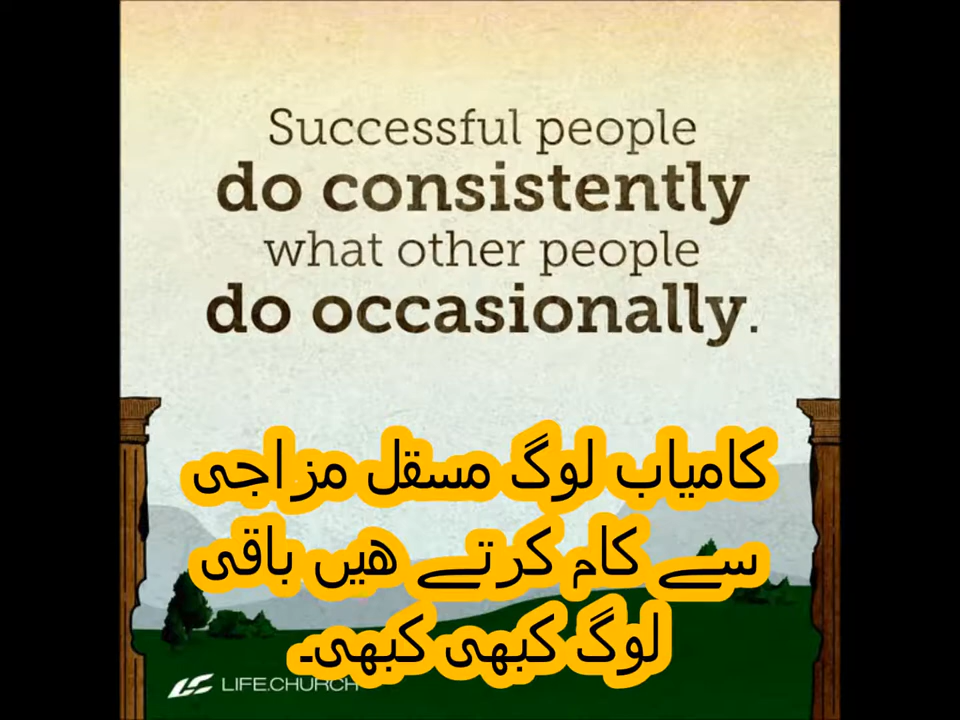 Successful people
do consistently
what other people
do occasionally.
کامیاب لوگ مسقل مزاجی
سے کام کرتے ھیں باقی
لوگ کبھی کبھی۔
LIFE.CHURCH